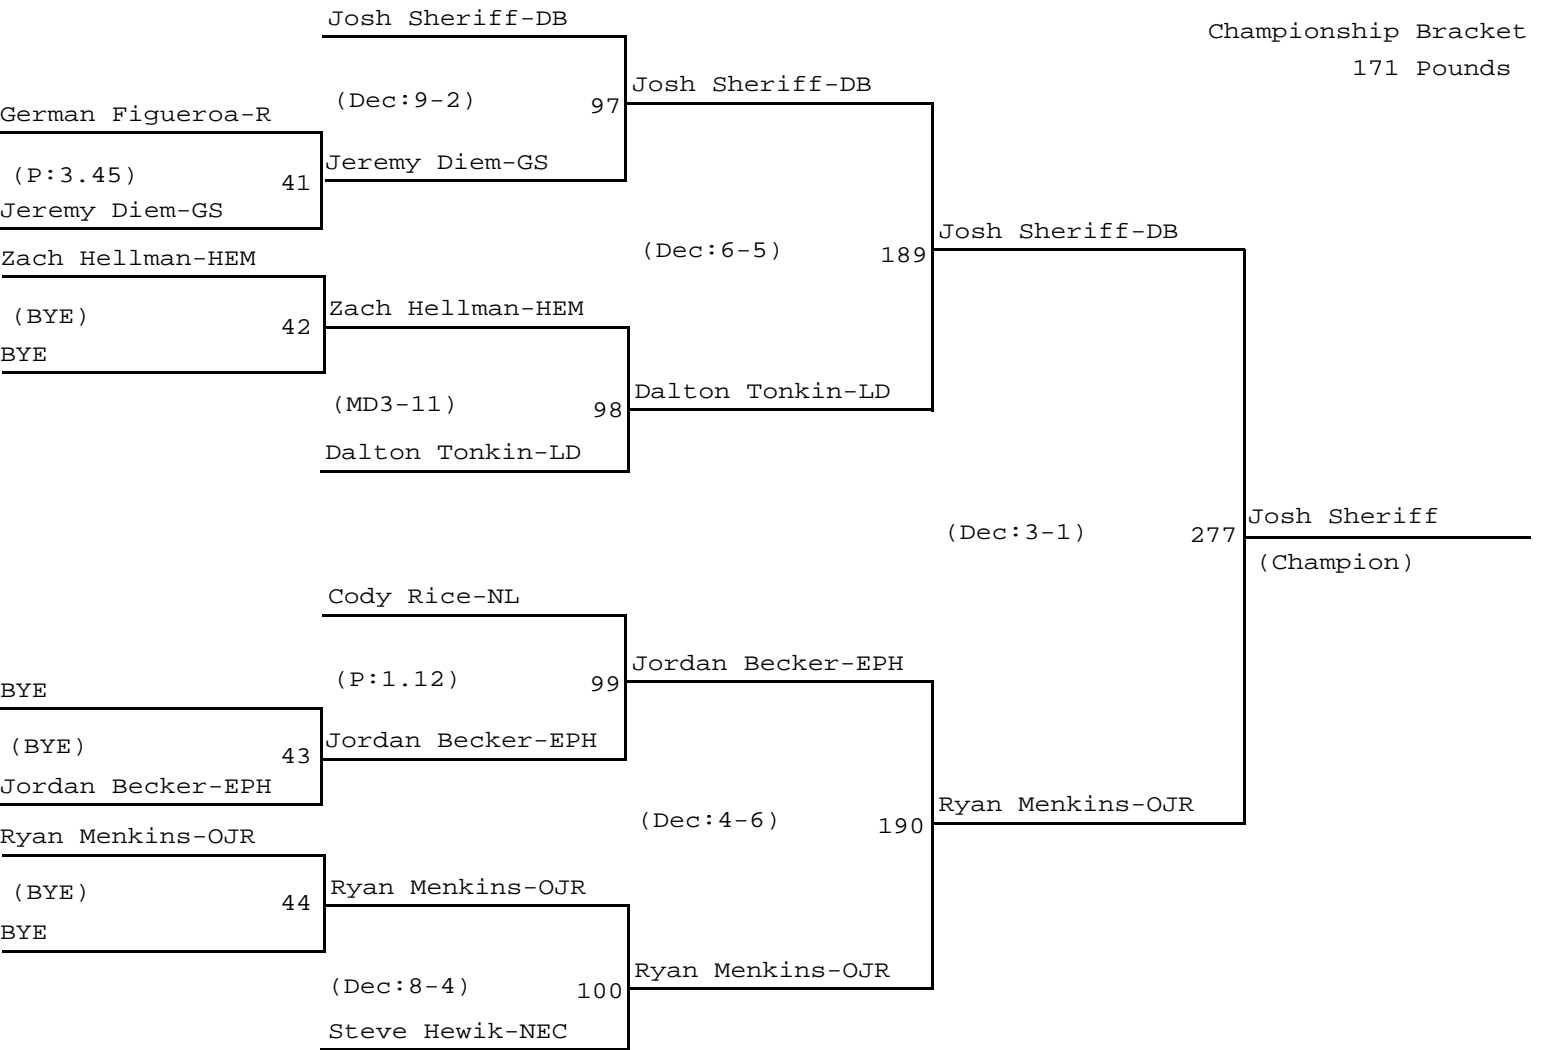 Josh Sheriff-DB
Championship Bracket
171 Pounds
Josh Sheriff-DB
(Dec:9-2)
97
German Figueroa-R
(P:3.45)
41
Jeremy Diem-GS
Jeremy Diem-GS
Josh Sheriff-DB
(Dec:6-5)
189
Zach Hellman-HEM
(BYE)
42
Zach Hellman-HEM
BYE
(MD3-11)
98
Dalton Tonkin-LD
Dalton Tonkin-LD
(Dec:3-1)
277
Josh Sheriff
(Champion)
Cody Rice-NL
(P:1.12)
99
Jordan Becker-EPH
BYE
(BYE)
43
Jordan Becker-EPH
Jordan Becker-EPH
(Dec:4-6)
190
Ryan Menkins-OJR
Ryan Menkins-OJR
(BYE)
44
Ryan Menkins-OJR
BYE
(Dec:8-4)
100
Ryan Menkins-OJR
Steve Hewik-NEC